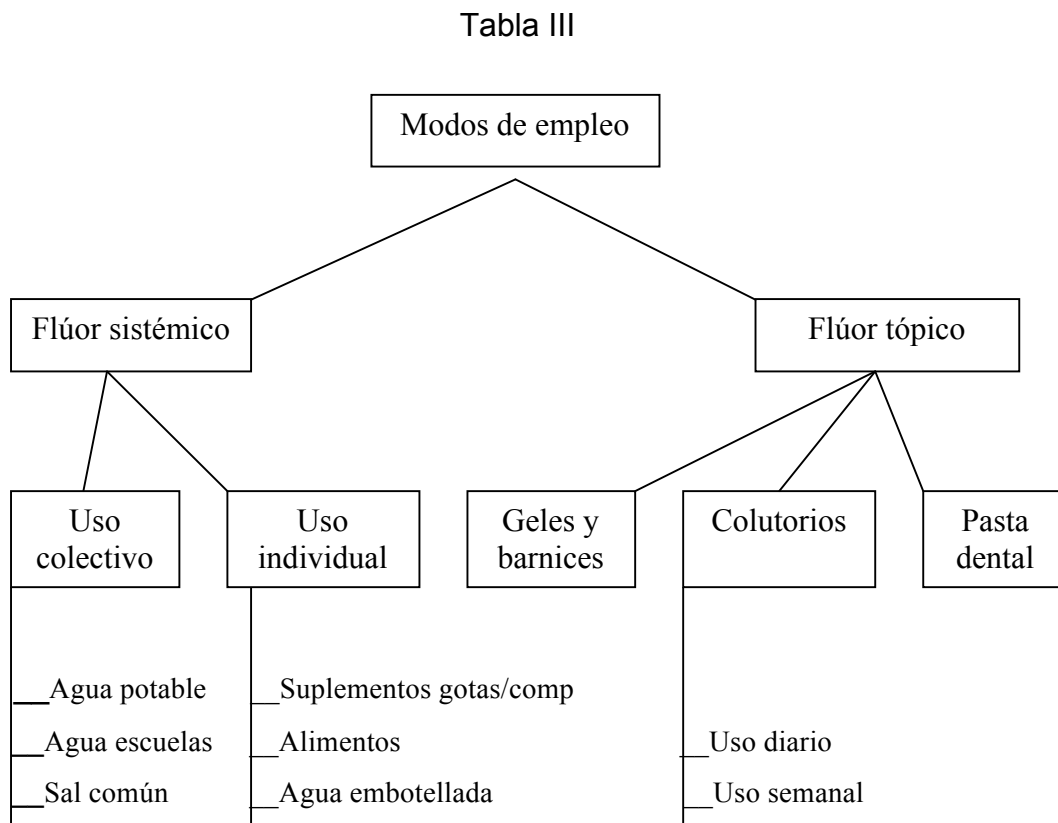 Tabla III
Modos de empleo
Flúor sistémico
Flúor tópico
Uso
colectivo
Uso
individual
Geles y
barnices
Colutorios
Pasta
dental
Agua potable
Agua escuelas
Sal común
Suplementos gotas/comp
Alimentos
Agua embotellada
Uso diario
Uso semanal